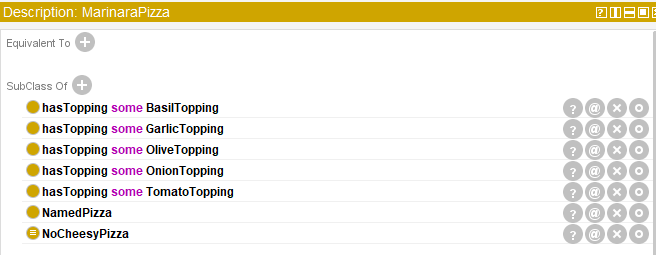 Description: MarinaraPizza
Equivalent To
SubClass Of
hasTopping some BasilTopping
hasTopping some GarlicTopping
hasTopping some OliveTopping
hasTopping some OnionTopping
hasTopping some TomatoTopping
NamedPizza
NoCheesyPizza